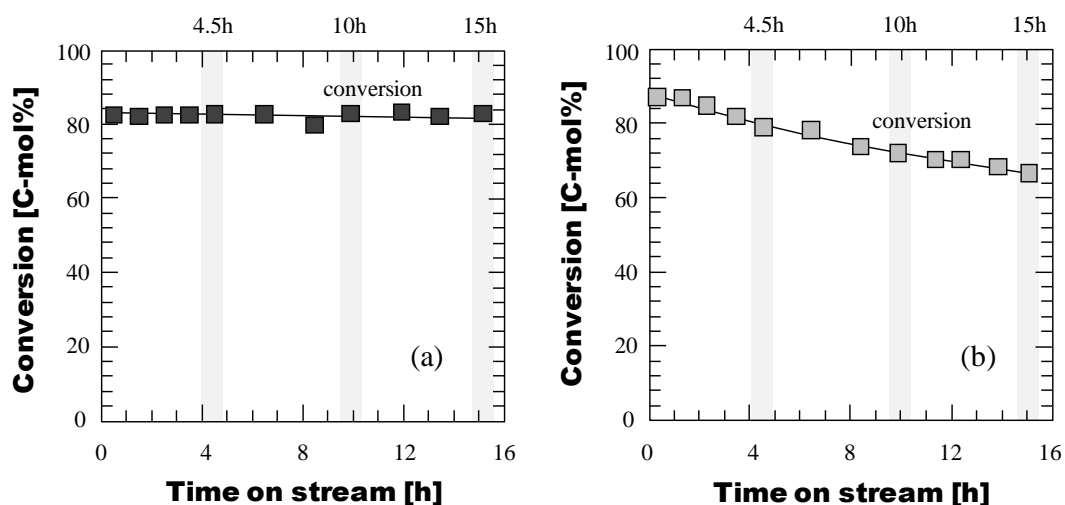 4.5h 10h 15h
100
80
60
40
20
0
conversion
(a)
0 4 8 12 16
Time on stream [h]
Conversion [C-mol%]
4.5h 10h 15h
100
80
60
40
20
0
conversion
(b)
0 4 8 12 16
Time on stream [h]
Conversion [C-mol%]